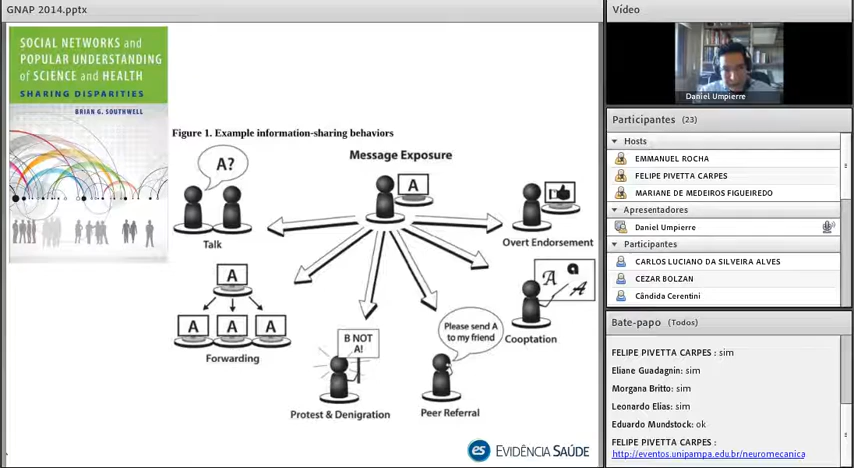 GNAP 2014.pptx
SOCIAL NETWORKS and
POPULAR UNDERSTANDING
of SCIENCE and HEALTH
SHARING DISPARITIES
BRIAN G. SOUTHWELL
Figure 1. Example information-sharing behaviors
Message Exposure
A
A?
Talk
A
A A A
Forwarding
B NOT
A!
Protest & Denigration
Please send A
to my friend
Peer Referral
A a A
Cooptation
Overt Endorsement
es EVIDÊNCIA SAÚDE
Vídeo
Daniel Umpierre
Participantes (23)
Hosts
EMMANUEL ROCHA
FELIPE PIVETTA CARPES
MARIANE DE MEDEIROS FIGUEIREDO
Apresentadores
Daniel Umpierre
Participantes
CARLOS LUCIANO DA SILVEIRA ALVES
CEZAR BOLZAN
Cândida Cerentini
Bate-papo (Todos)
FELIPE PIVETTA CARPES : sim
Eliane Guadagnin: sim
Morgana Britto: sim
Leonardo Elias: sim
Eduardo Mundstock: ok
FELIPE PIVETTA CARPES :
http://eventos.unipampa.edu.br/neuromecanica